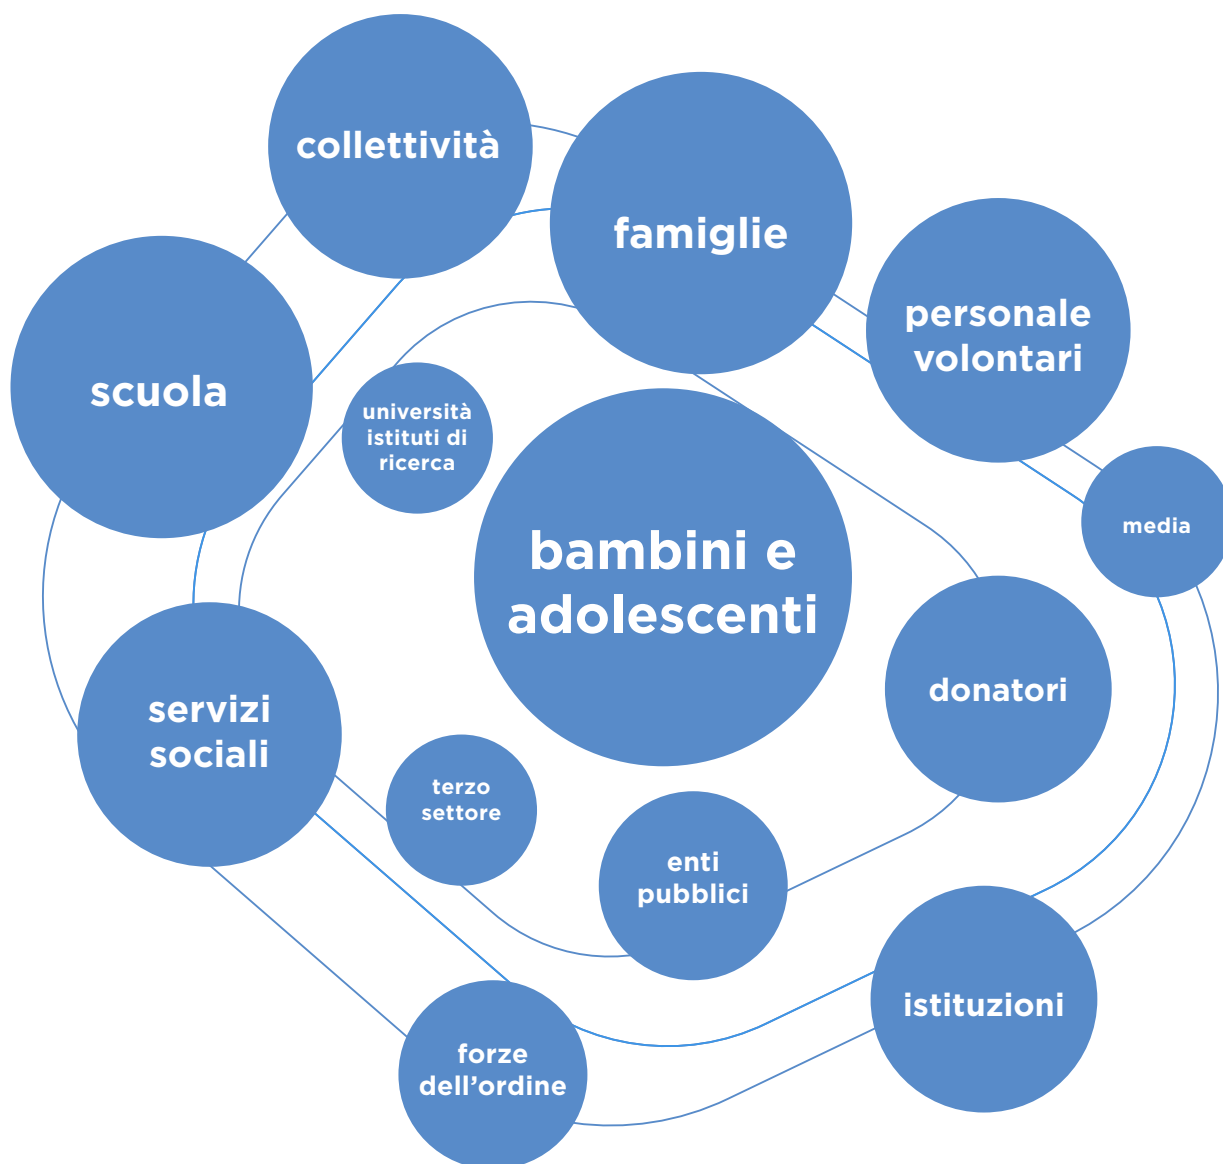 collettività
famiglie
personale
volontari
scuola
università
istituti di
ricerca
media
bambini e
adolescenti
donatori
servizi
sociali
terzo
settore
enti
pubblici
istituzioni
forze
dell’ordine